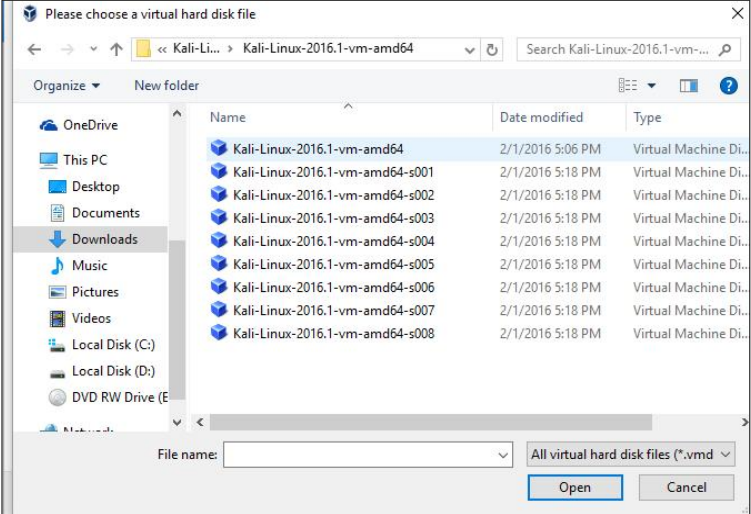 Please choose a virtual hard disk file
« Kali-Li... › Kali-Linux-2016.1-vm-amd64
Search Kali-Linux-2016.1-vm-...
Organize
New folder
Name Date modified Type
OneDrive
This PC
Desktop
Documents
Downloads
Music
Pictures
Videos
Local Disk (C:)
Local Disk (D:)
DVD RW Drive (E
Network
Kali-Linux-2016.1-vm-amd64 2/1/2016 5:06 PM Virtual Machine Di...
Kali-Linux-2016.1-vm-amd64-s001 2/1/2016 5:18 PM Virtual Machine Di...
Kali-Linux-2016.1-vm-amd64-s002 2/1/2016 5:18 PM Virtual Machine Di...
Kali-Linux-2016.1-vm-amd64-s003 2/1/2016 5:18 PM Virtual Machine Di...
Kali-Linux-2016.1-vm-amd64-s004 2/1/2016 5:18 PM Virtual Machine Di...
Kali-Linux-2016.1-vm-amd64-s005 2/1/2016 5:18 PM Virtual Machine Di...
Kali-Linux-2016.1-vm-amd64-s006 2/1/2016 5:18 PM Virtual Machine Di...
Kali-Linux-2016.1-vm-amd64-s007 2/1/2016 5:18 PM Virtual Machine Di...
Kali-Linux-2016.1-vm-amd64-s008 2/1/2016 5:18 PM Virtual Machine Di...
File name:
All virtual hard disk files (*.vmd
Open
Cancel